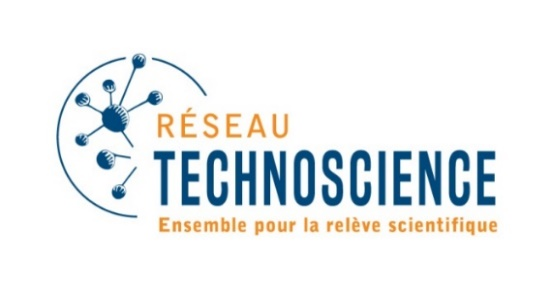 RÉSEAU
TECHNOSCIENCE
Ensemble pour la relève scientifique